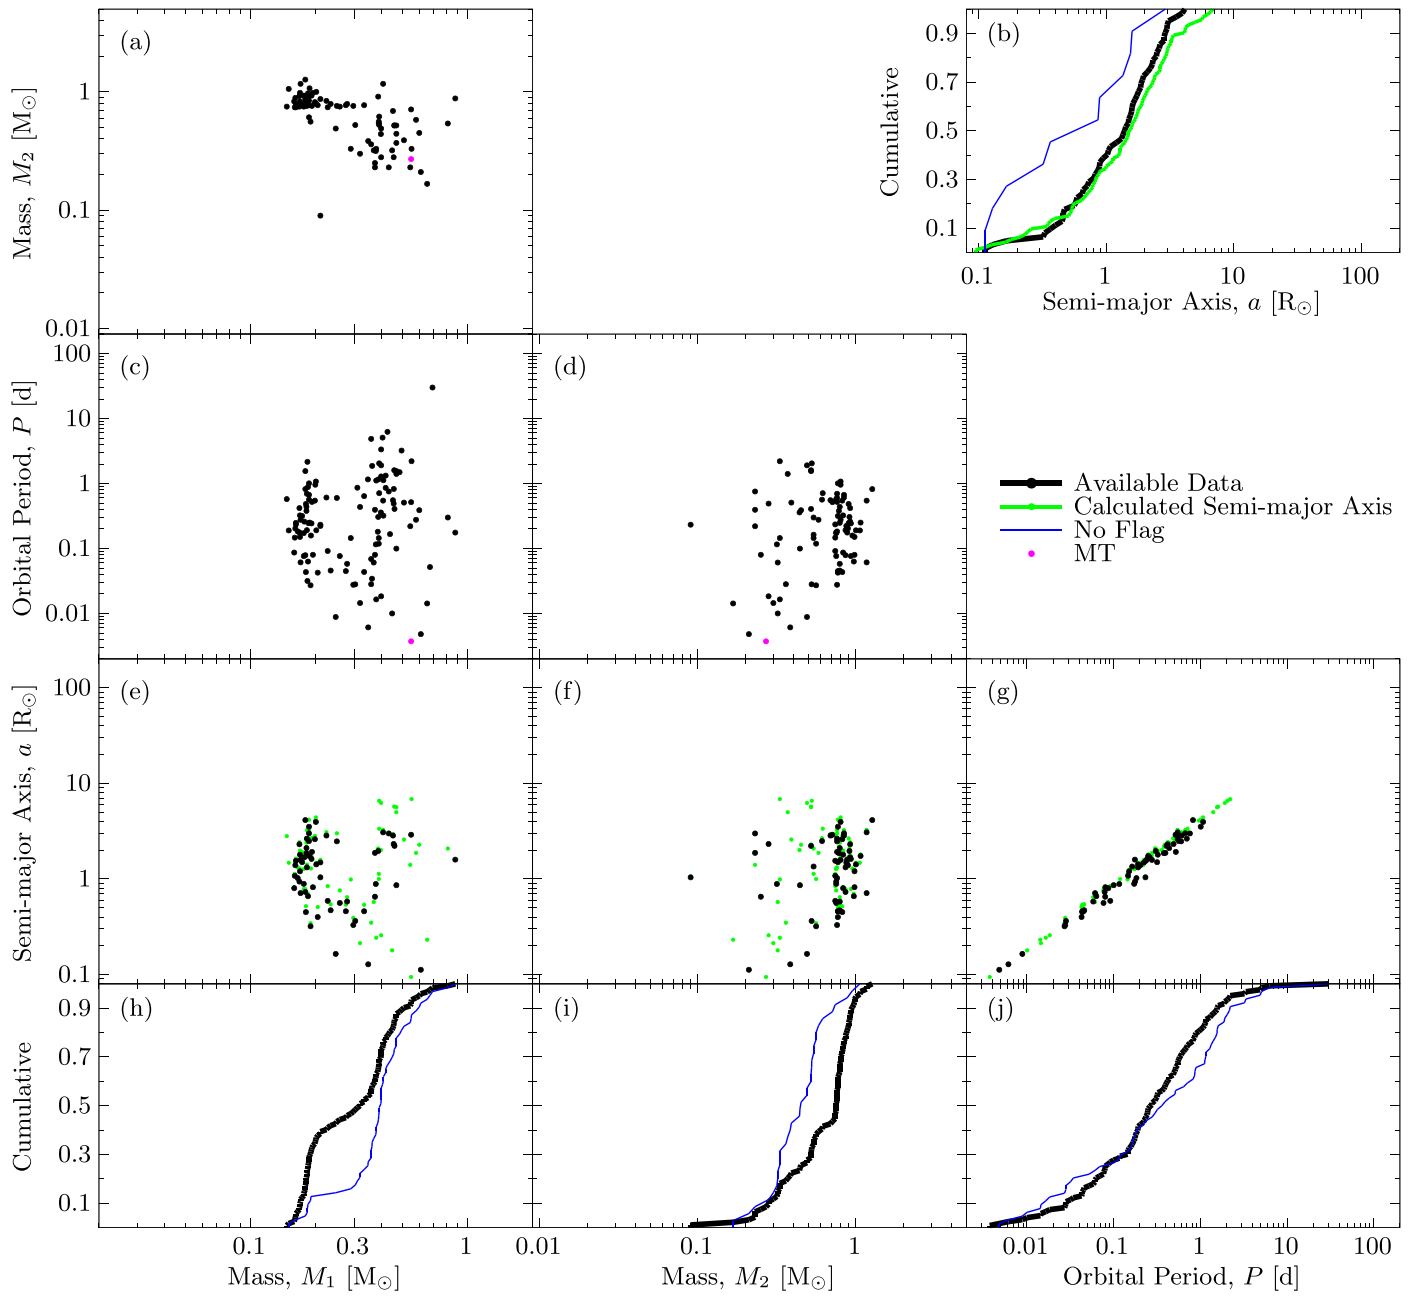 (a)
1
0.1
0.01
Mass, M₂ [M⊙]
(b)
0.9
0.7
0.5
0.3
0.1
Cumulative
0.1 1 10 100
Semi-major Axis, a [R⊙]
(c)
100
10
1
0.1
0.01
Orbital Period, P [d]
(d)
Available Data
Calculated Semi-major Axis
No Flag
MT
(e)
100
10
1
0.1
Semi-major Axis, a [R⊙]
(f)
(g)
(h)
0.9
0.7
0.5
0.3
0.1
Cumulative
(i)
(j)
0.1 0.3 1
Mass, M₁ [M⊙]
0.01 0.1 1
Mass, M₂ [M⊙]
0.01 0.1 1 10 100
Orbital Period, P [d]